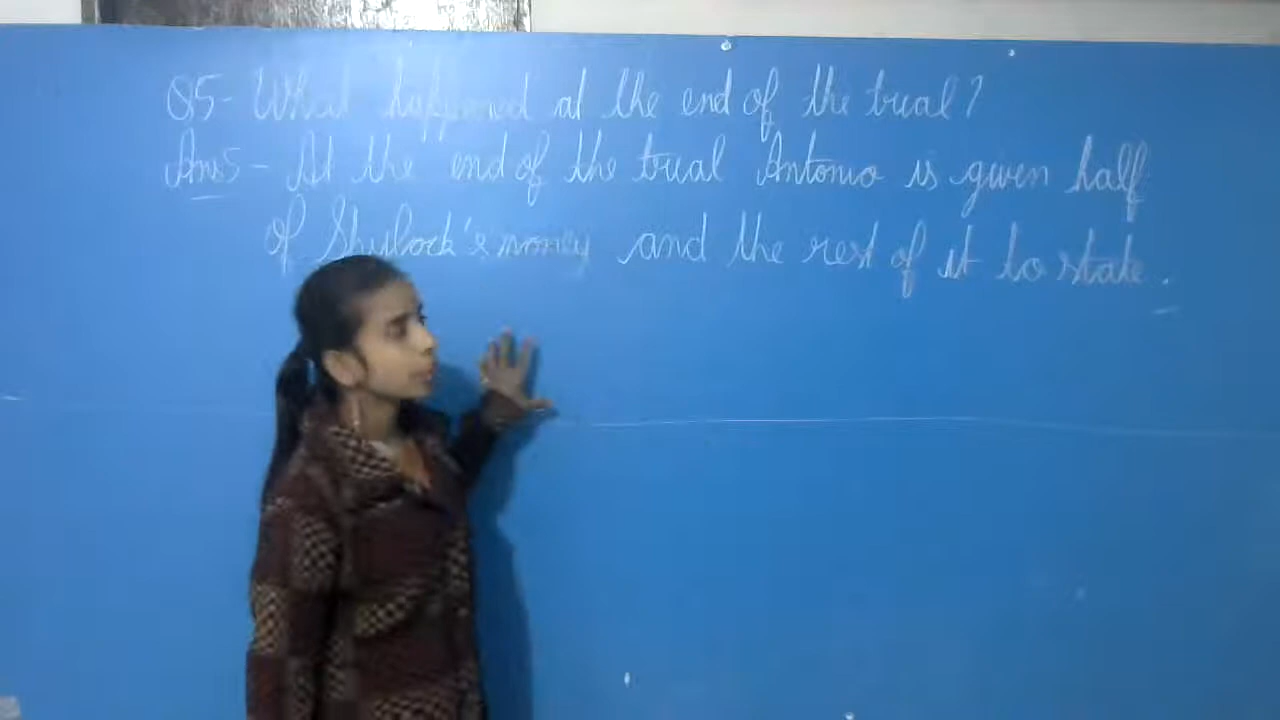 Q5- What happened at the end of the trial?
Ans5 - At the end of the trial Antonio is given half
of Shylock's money and the rest of it to state.